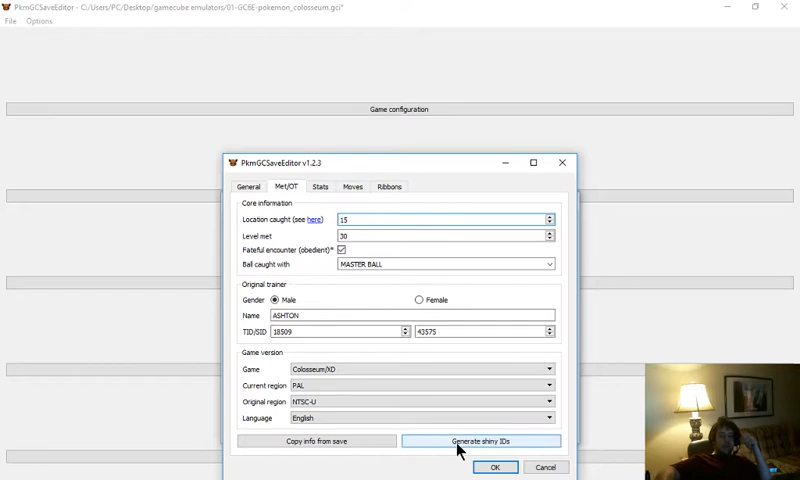 PkmGCSaveEditor - C:/Users/PC/Desktop/gamecube emulators/01-GC6E-pokemon_colosseum.gci*
File Options
Game configuration
PkmGCSaveEditor v1.2.3
General Met/OT Stats Moves Ribbons
Core information
Location caught (see here) 15
Level met 30
Fateful encounter (obedient)*
Ball caught with MASTER BALL
Original trainer
Gender Male Female
Name ASHTON
TID/SID 18509 43575
Game version
Game Colosseum/XD
Current region PAL
Original region NTSC-U
Language English
Copy info from save Generate shiny IDs
OK Cancel